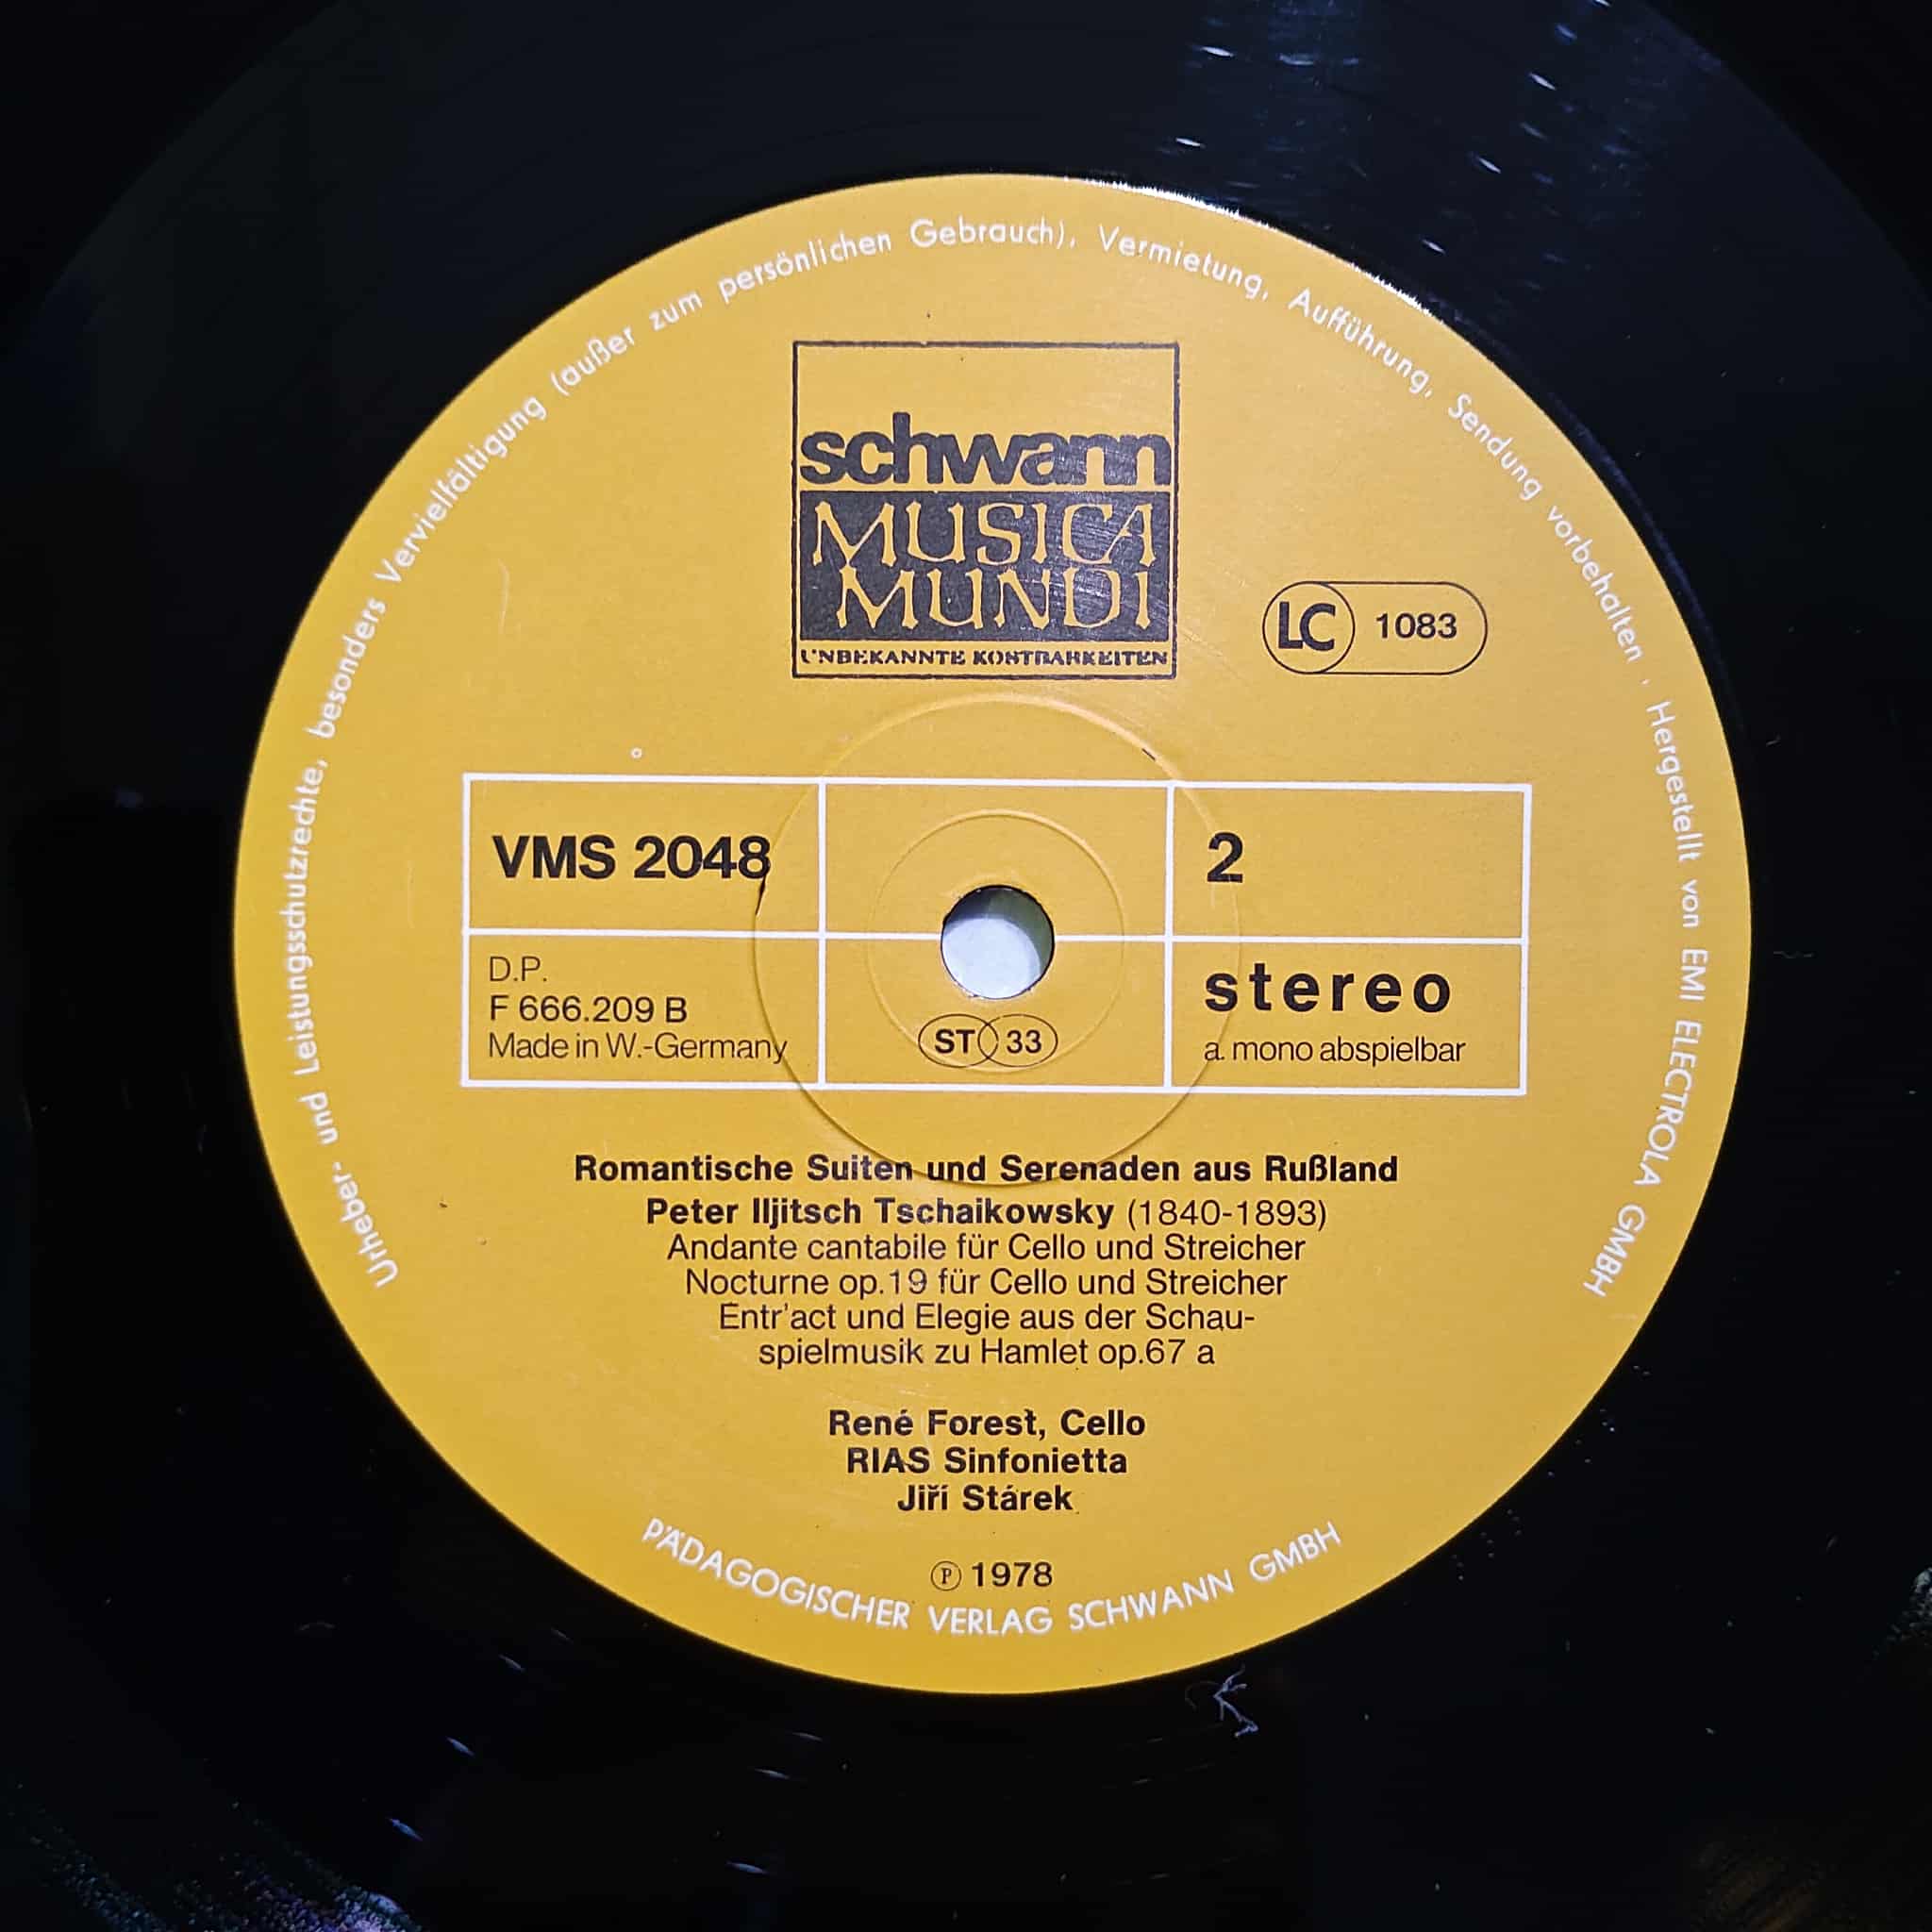 Urheber- und Leistungsschutzrechte, besonders Vervielfältigung (außer zum persönlichen Gebrauch), Vermietung, Aufführung, Sendung vorbehalten · Hergestellt von EMI ELECTROLA GMBH
schwann
MUSICA
MUNDI
UNBEKANNTE KOSTBARKEITEN
LC 1083
VMS 2048
2
D.P.
F 666.209 B
Made in W.-Germany
ST 33
stereo
a. mono abspielbar
Romantische Suiten und Serenaden aus Rußland
Peter Iljitsch Tschaikowsky (1840-1893)
Andante cantabile für Cello und Streicher
Nocturne op.19 für Cello und Streicher
Entr'act und Elegie aus der Schau-
spielmusik zu Hamlet op.67 a
René Forest, Cello
RIAS Sinfonietta
Jiří Stárek
Ⓟ 1978
PÄDAGOGISCHER VERLAG SCHWANN GMBH